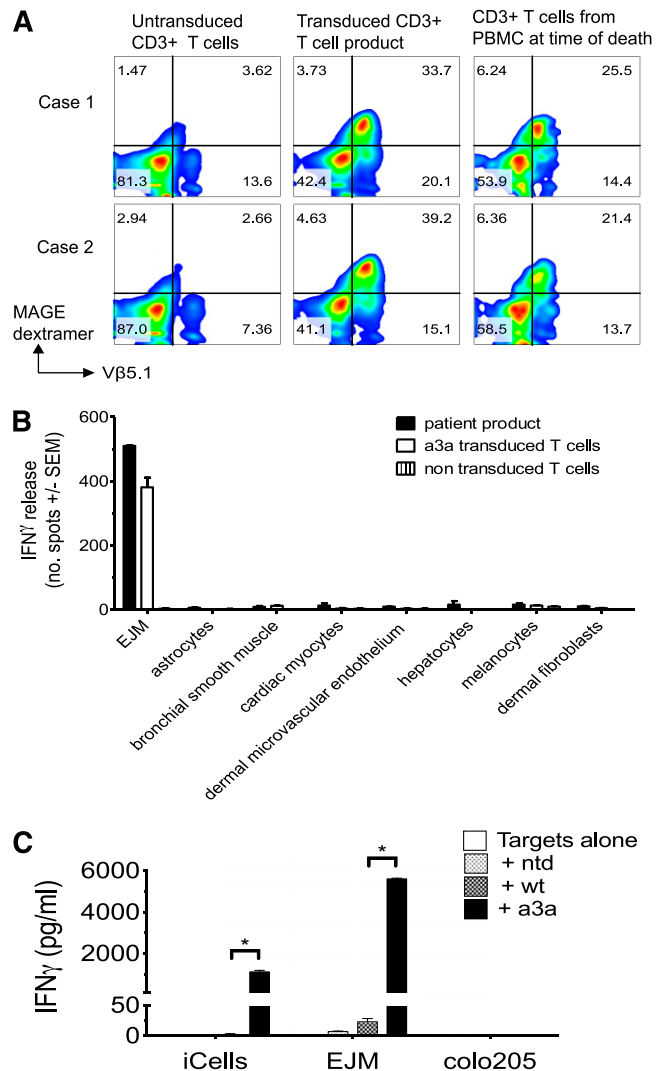 A
Untransduced CD3+ T cells
Transduced CD3+ T cell product
CD3+ T cells from PBMC at time of death
Case 1
1.47
3.62
81.3
13.6
3.73
33.7
42.4
20.1
6.24
25.5
53.9
14.4
Case 2
2.94
2.66
87.0
7.36
4.63
39.2
41.1
15.1
6.36
21.4
58.5
13.7
MAGE dextramer
Vβ5.1
B
IFNγ release
(no. spots +/- SEM)
600
400
200
0
patient product
a3a transduced T cells
non transduced T cells
EJM
astrocytes
bronchial smooth muscle
cardiac myocytes
dermal microvascular endothelium
hepatocytes
melanocytes
dermal fibroblasts
C
IFNγ (pg/ml)
6000
4000
2000
50
0
*
*
Targets alone
+ ntd
+ wt
+ a3a
iCells
EJM
colo205